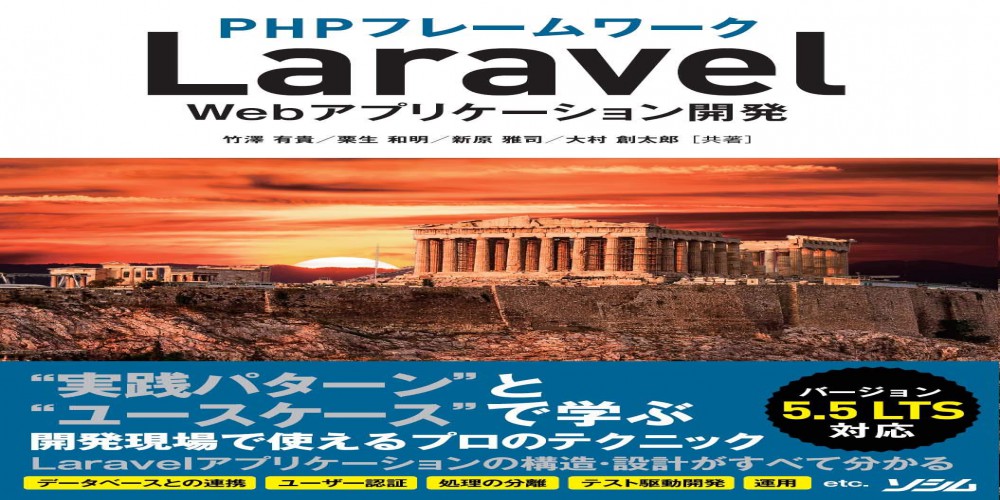 PHPフレームワーク
Laravel
Webアプリケーション開発
竹澤 有貴／栗生 和明／新原 雅司／大村 創太郎 [共著]
“実践パターン”と
“ユースケース”で学ぶ
開発現場で使えるプロのテクニック
Laravelアプリケーションの構造・設計がすべて分かる
データベースとの連携 ユーザー認証 処理の分離 テスト駆動開発 運用 etc.
バージョン
5.5 LTS
対応
ソシム